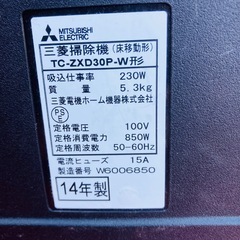 MITSUBISHI
ELECTRIC
三菱掃除機(床移動形)
TC-ZXD30P-W形
吸込仕事率 230W
質量 5.3kg
三菱電機ホーム機器株式会社
定格電圧 100V
定格消費電力 850W
定格周波数 50-60Hz
電流ヒューズ 15A
製造番号 W6006850
14年製